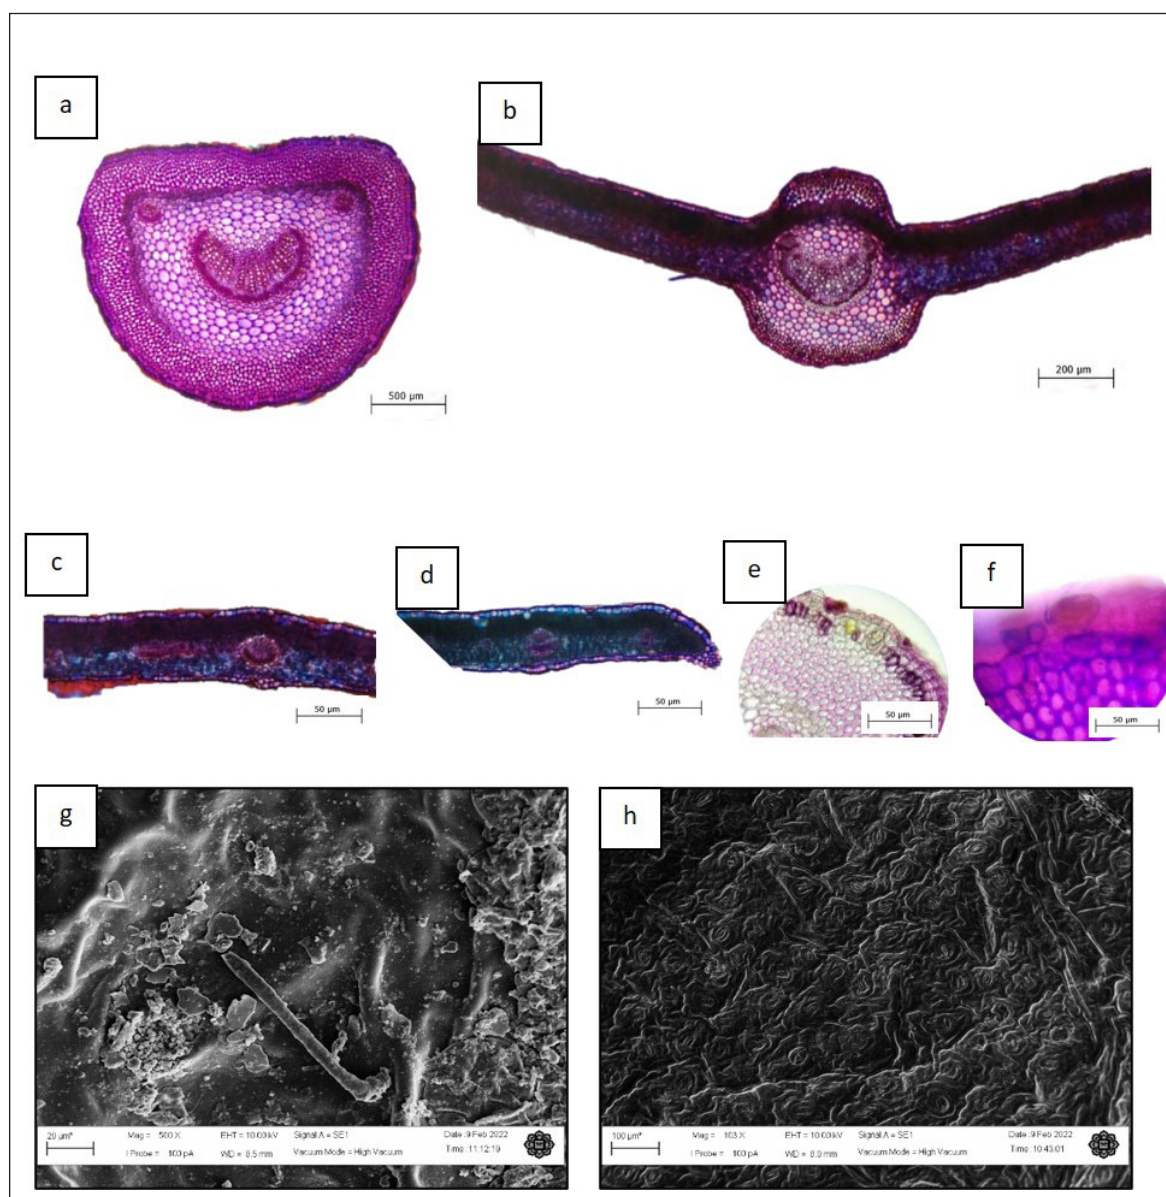 a
b
500 µm
200 µm
c
d
e
f
50 µm
50 µm
50 µm
50 µm
g
h
20 µm*
Mag = 500 X
EHT = 10.00 kV
Signal A = SE1
Date :9 Feb 2022
I Probe = 100 pA
WD = 8.5 mm
Vacuum Mode = High Vacuum
Time :11:12:19
100 µm*
Mag = 103 X
EHT = 10.00 kV
Signal A = SE1
Date :9 Feb 2022
I Probe = 100 pA
WD = 8.0 mm
Vacuum Mode = High Vacuum
Time :10:43:01